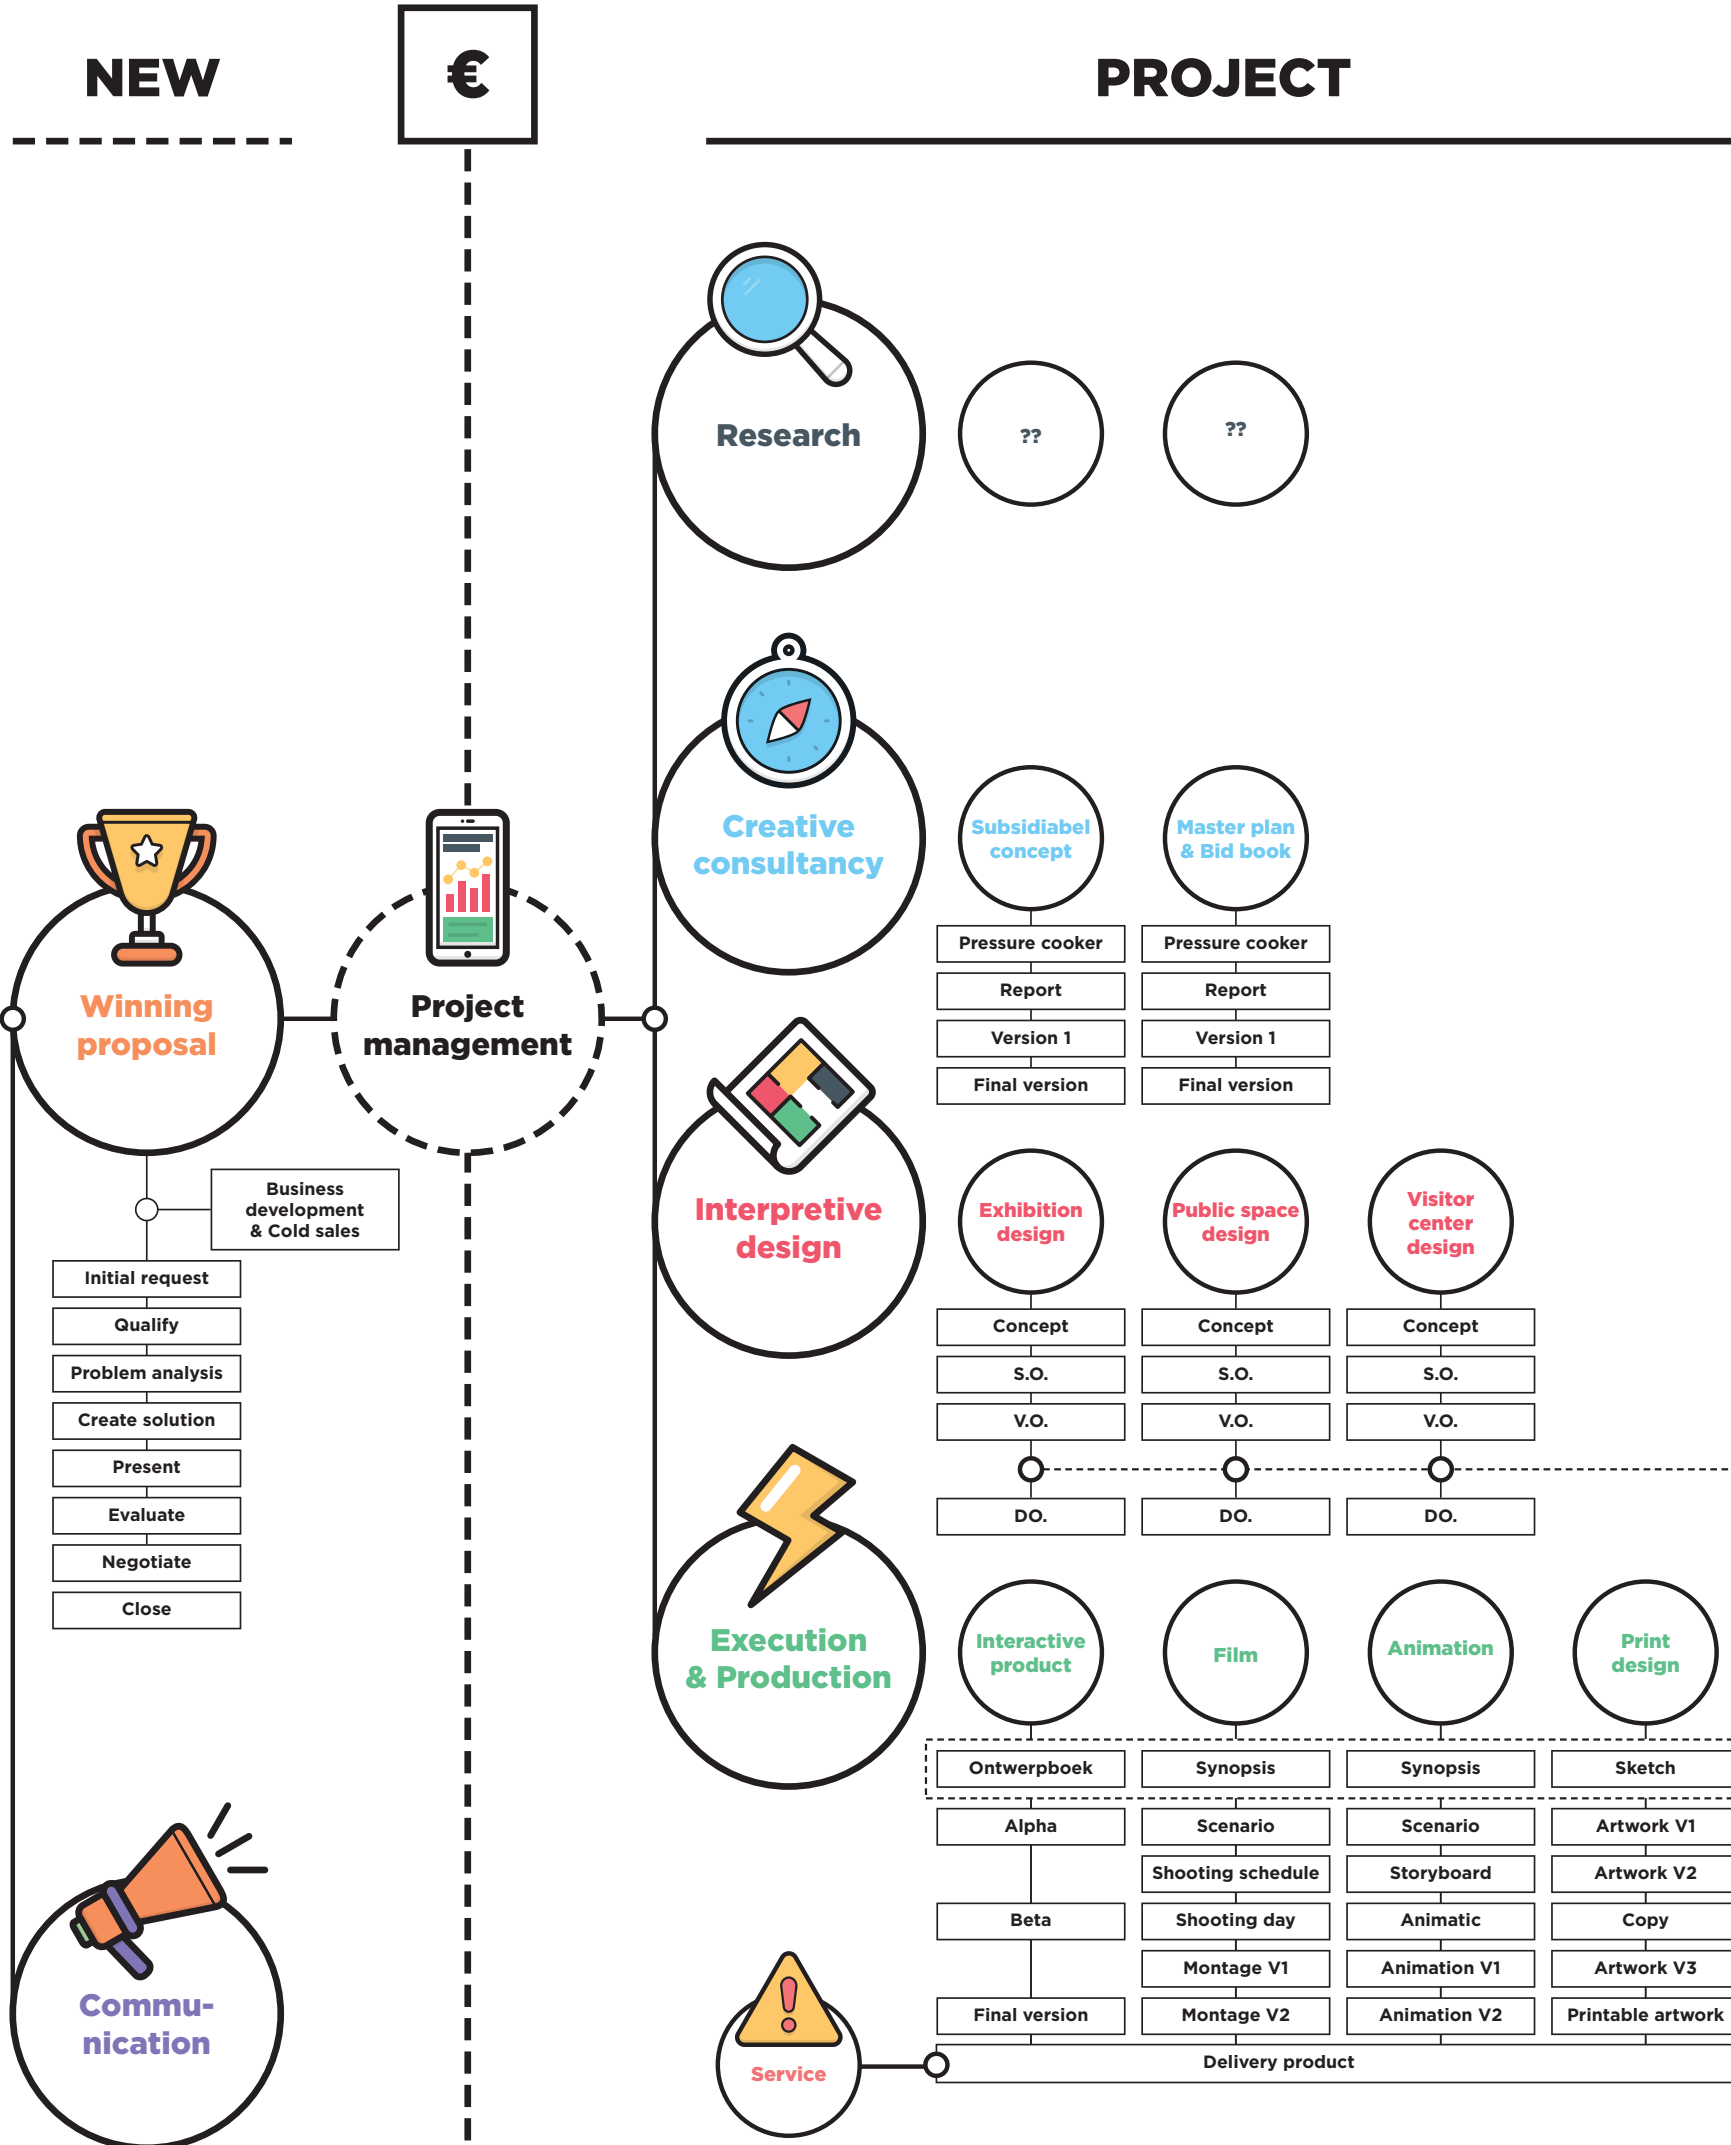 NEW
€
PROJECT
Research
??
??
Creative
consultancy
Subsidiabel
concept
Master plan
& Bid book
Pressure cooker
Report
Version 1
Final version
Pressure cooker
Report
Version 1
Final version
Winning
proposal
Project
management
Business
development
& Cold sales
Initial request
Qualify
Problem analysis
Create solution
Present
Evaluate
Negotiate
Close
Interpretive
design
Exhibition
design
Public space
design
Visitor
center
design
Concept
S.O.
V.O.
DO.
Concept
S.O.
V.O.
DO.
Concept
S.O.
V.O.
DO.
Execution
& Production
Interactive
product
Film
Animation
Print
design
Ontwerpboek
Alpha
Beta
Final version
Synopsis
Scenario
Shooting schedule
Shooting day
Montage V1
Montage V2
Synopsis
Scenario
Storyboard
Animatic
Animation V1
Animation V2
Sketch
Artwork V1
Artwork V2
Copy
Artwork V3
Printable artwork
Commu-
nication
Service
Delivery product